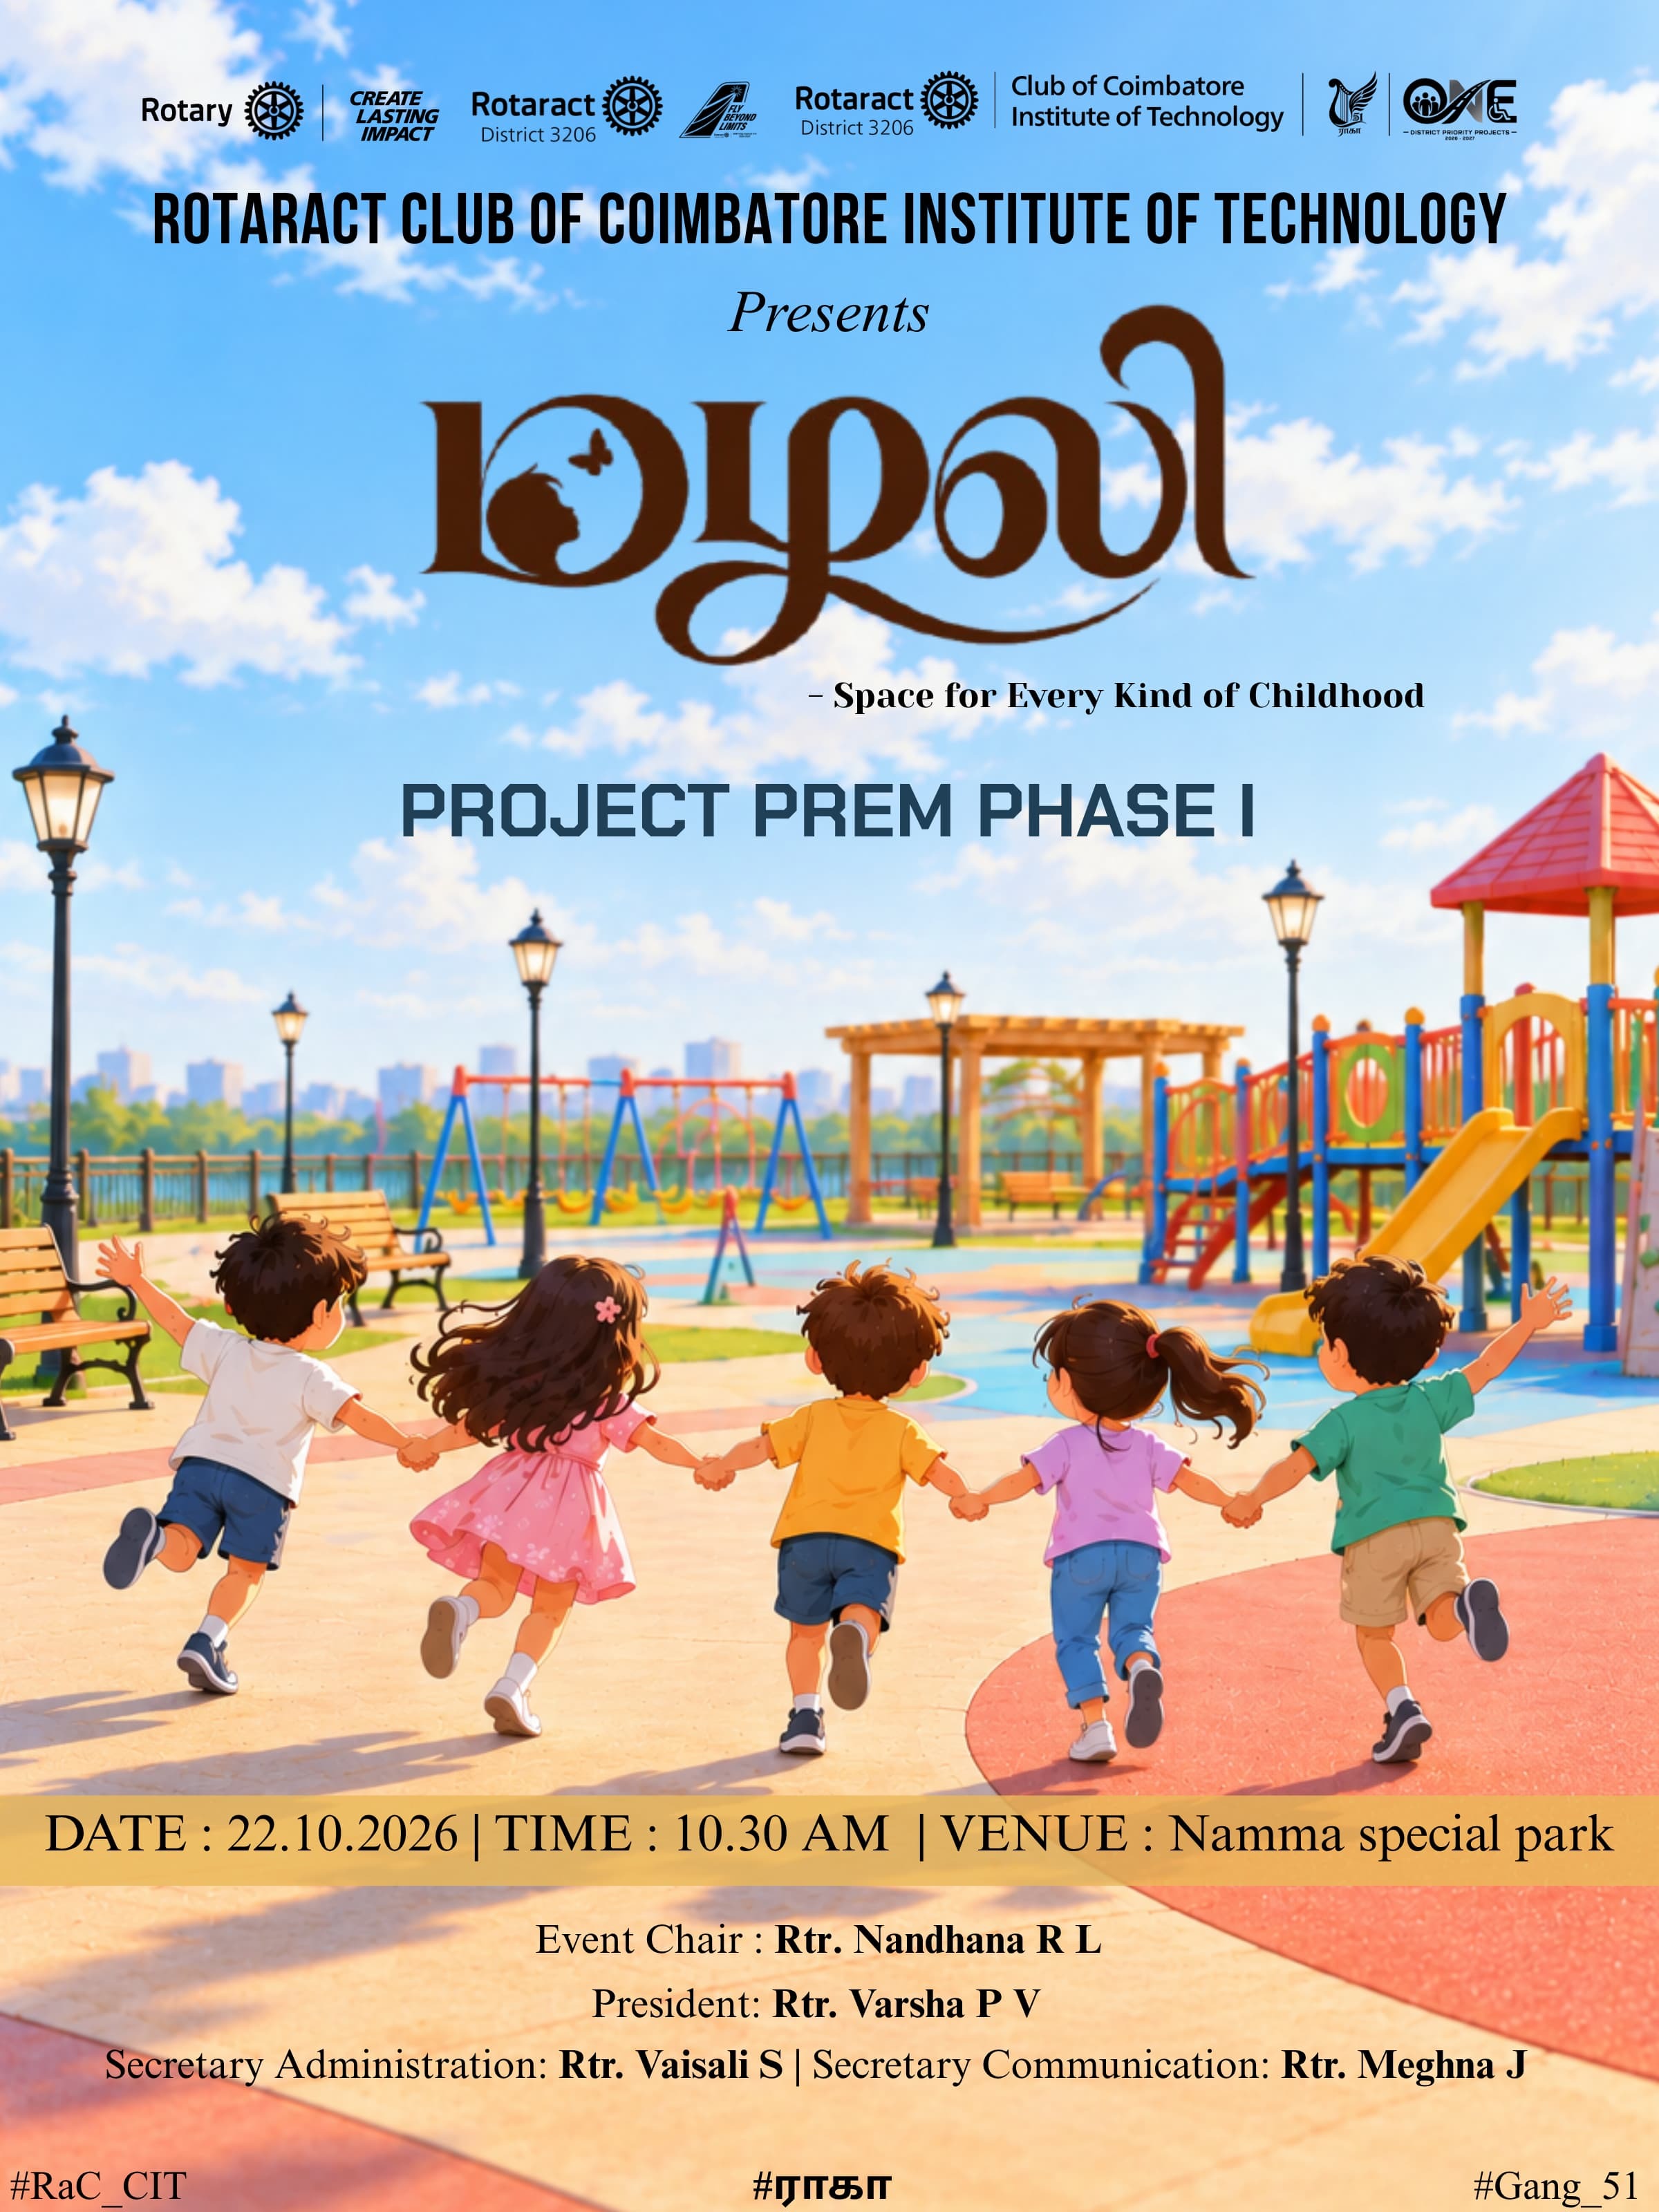 Rotary
CREATE
LASTING
IMPACT
Rotaract
District 3206
FLY
BEYOND
LIMITS
Rotaract
District 3206
Club of Coimbatore
Institute of Technology
ராகா
ONE
DISTRICT PRIORITY PROJECTS
2026 - 2027
ROTARACT CLUB OF COIMBATORE INSTITUTE OF TECHNOLOGY
Presents
மழலி
- Space for Every Kind of Childhood
PROJECT PREM PHASE I
DATE : 22.10.2026 | TIME : 10.30 AM | VENUE : Namma special park
Event Chair : Rtr. Nandhana R L
President: Rtr. Varsha P V
Secretary Administration: Rtr. Vaisali S | Secretary Communication: Rtr. Meghna J
#RaC_CIT #ராகா #Gang_51